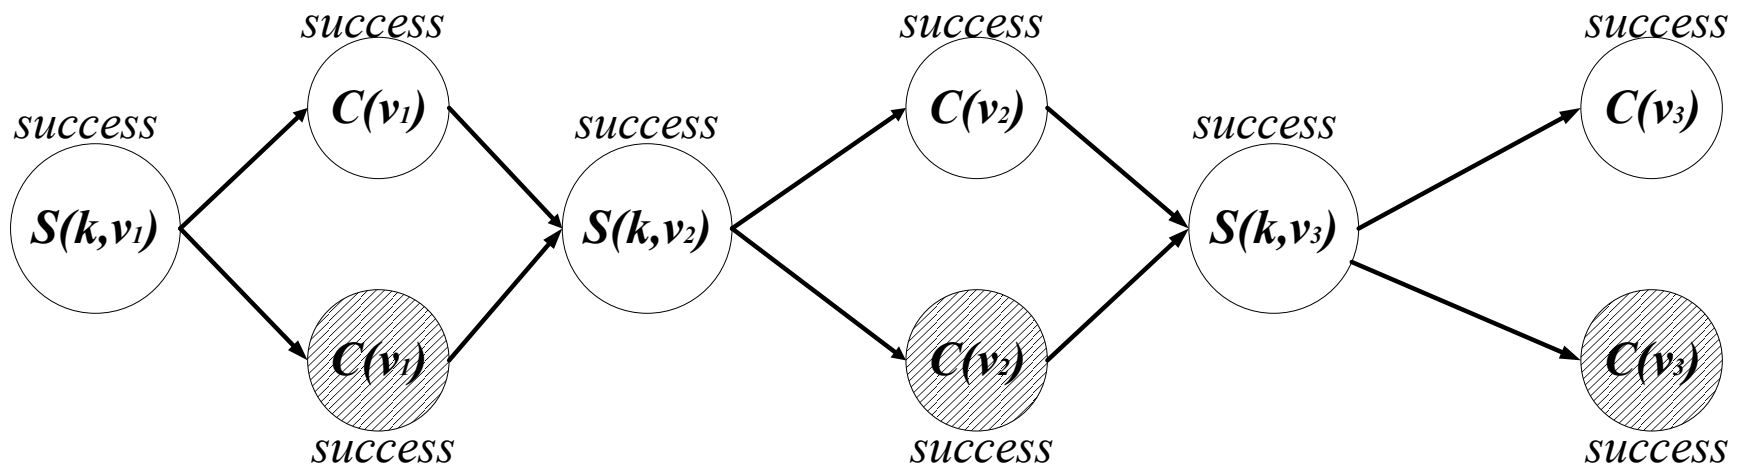 success success success
success C(v1) success C(v2) success C(v3)
S(k,v1) S(k,v2) S(k,v3)
C(v1) C(v2) C(v3)
success success success